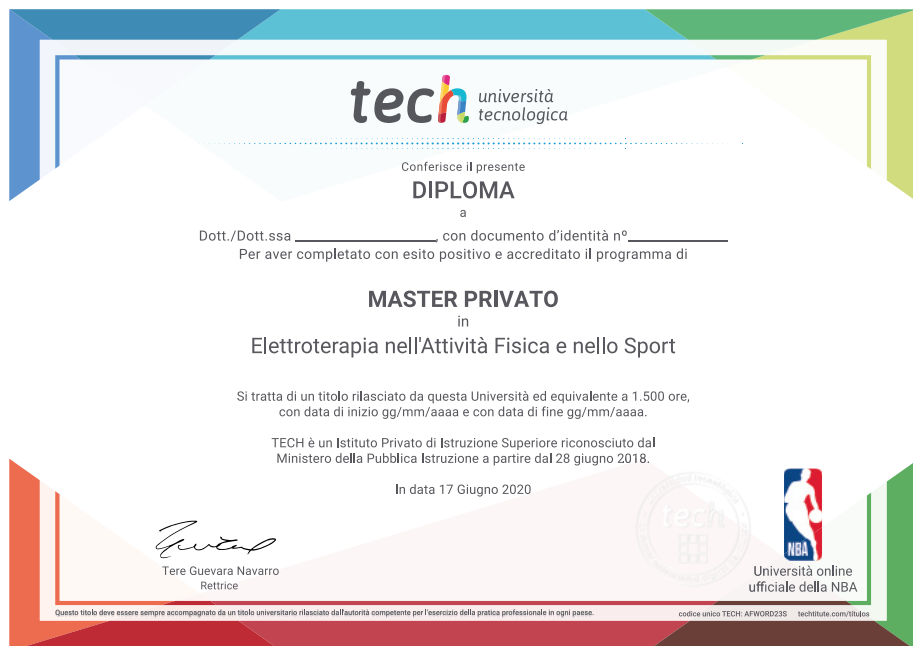 tech università
tecnologica
Conferisce il presente
DIPLOMA
a
Dott./Dott.ssa ________________, con documento d'identità nº____________
Per aver completato con esito positivo e accreditato il programma di
MASTER PRIVATO
in
Elettroterapia nell'Attività Fisica e nello Sport
Si tratta di un titolo rilasciato da questa Università ed equivalente a 1.500 ore,
con data di inizio gg/mm/aaaa e con data di fine gg/mm/aaaa.
TECH è un Istituto Privato di Istruzione Superiore riconosciuto dal
Ministero della Pubblica Istruzione a partire dal 28 giugno 2018.
In data 17 Giugno 2020
tech
NBA
Tere Guevara Navarro
Rettrice
Università online
ufficiale della NBA
Questo titolo deve essere sempre accompagnato da un titolo universitario rilasciato dall'autorità competente per l'esercizio della pratica professionale in ogni paese.
codice unico TECH: AFWORD23S techtitute.com/titulos